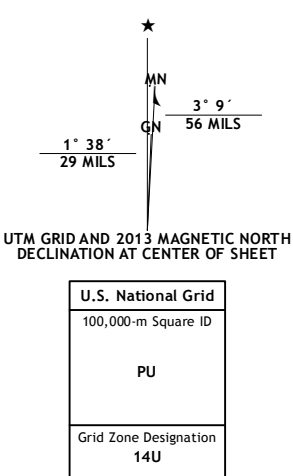 ★
MN
3° 9´
56 MILS
GN
1° 38´
29 MILS
UTM GRID AND 2013 MAGNETIC NORTH
DECLINATION AT CENTER OF SHEET
U.S. National Grid
100,000-m Square ID
PU
Grid Zone Designation
14U